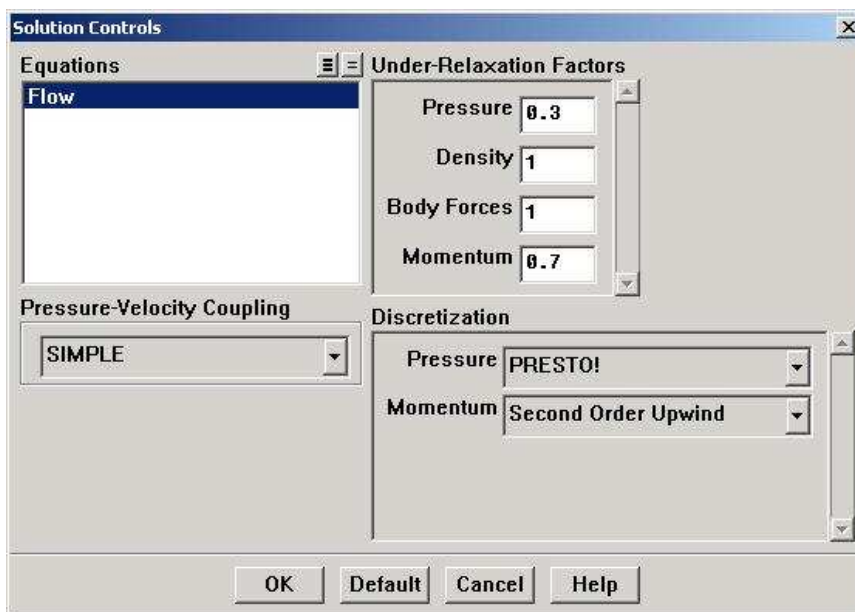 Solution Controls
Equations
Flow
Under-Relaxation Factors
Pressure 0.3
Density 1
Body Forces 1
Momentum 0.7
Pressure-Velocity Coupling
SIMPLE
Discretization
Pressure PRESTO!
Momentum Second Order Upwind
OK Default Cancel Help